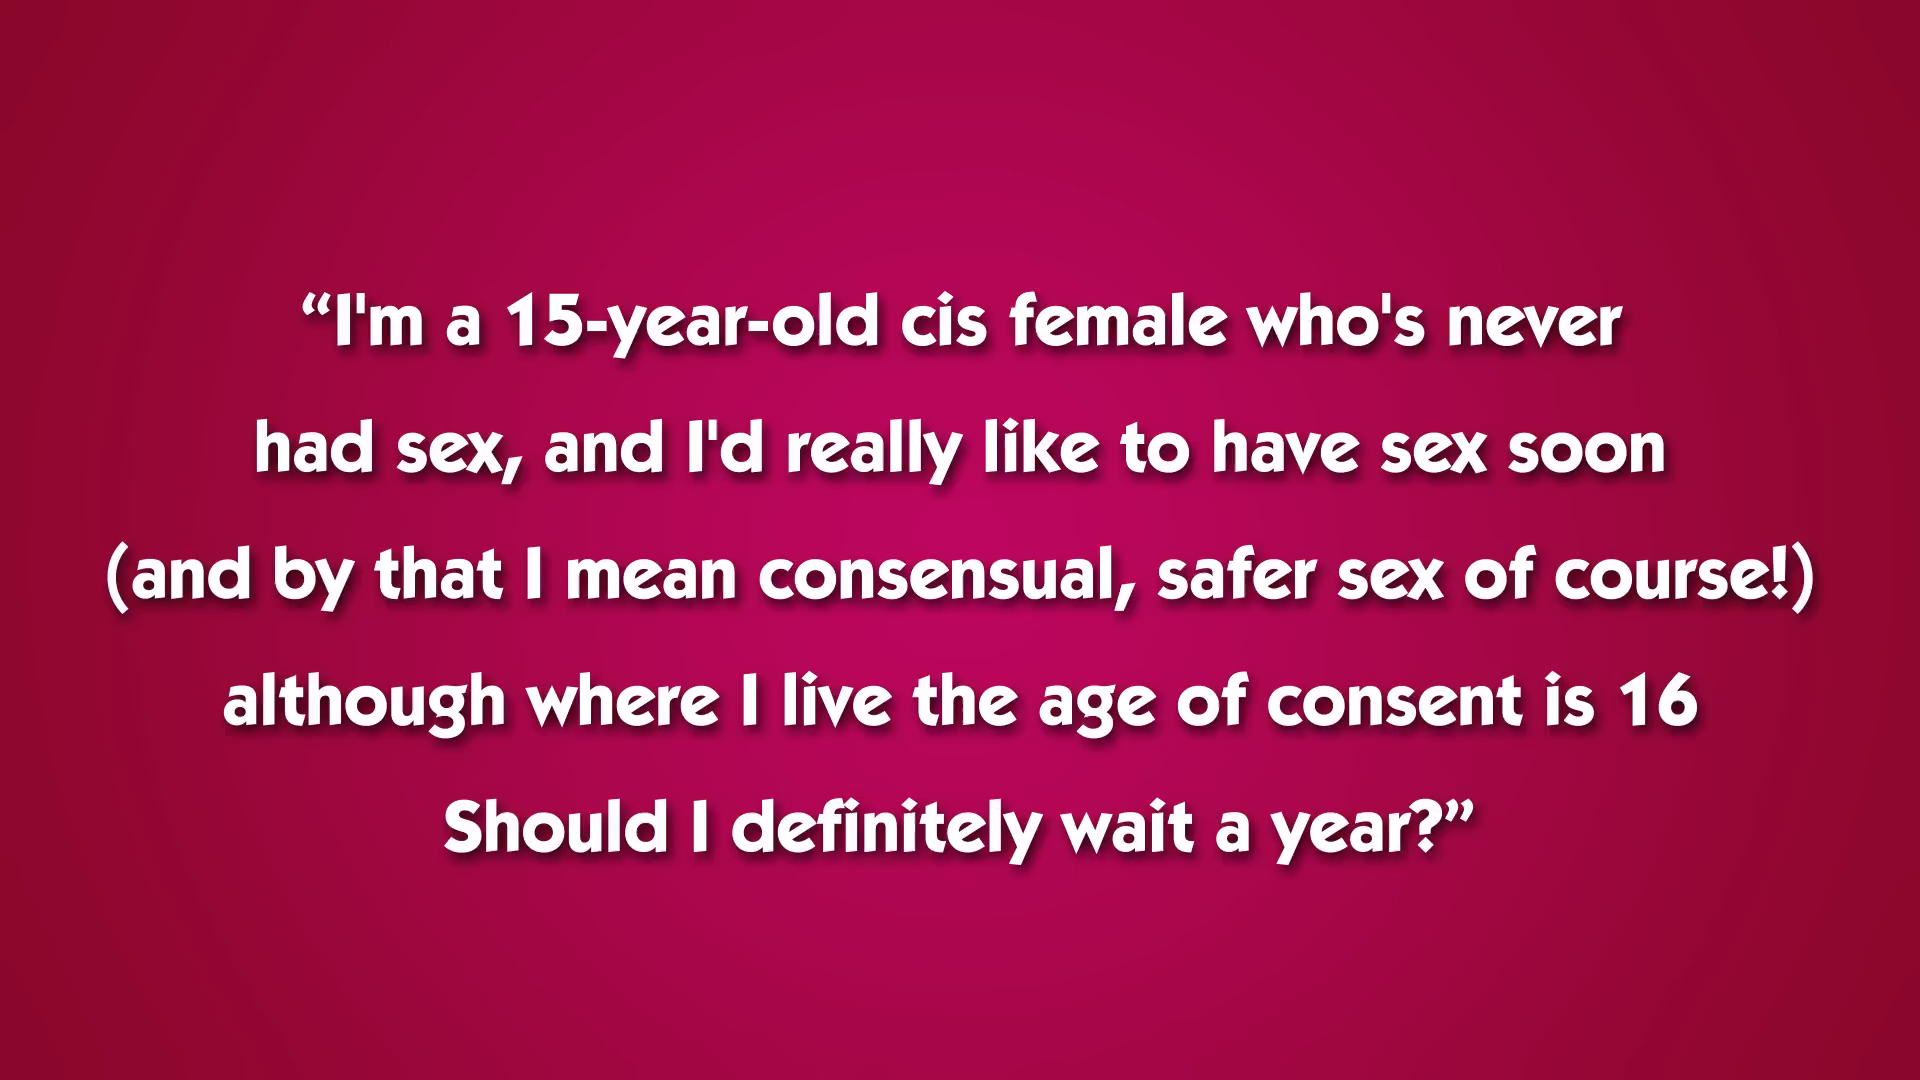 “I'm a 15-year-old cis female who's never
had sex, and I'd really like to have sex soon
(and by that I mean consensual, safer sex of course!)
although where I live the age of consent is 16
Should I definitely wait a year?”